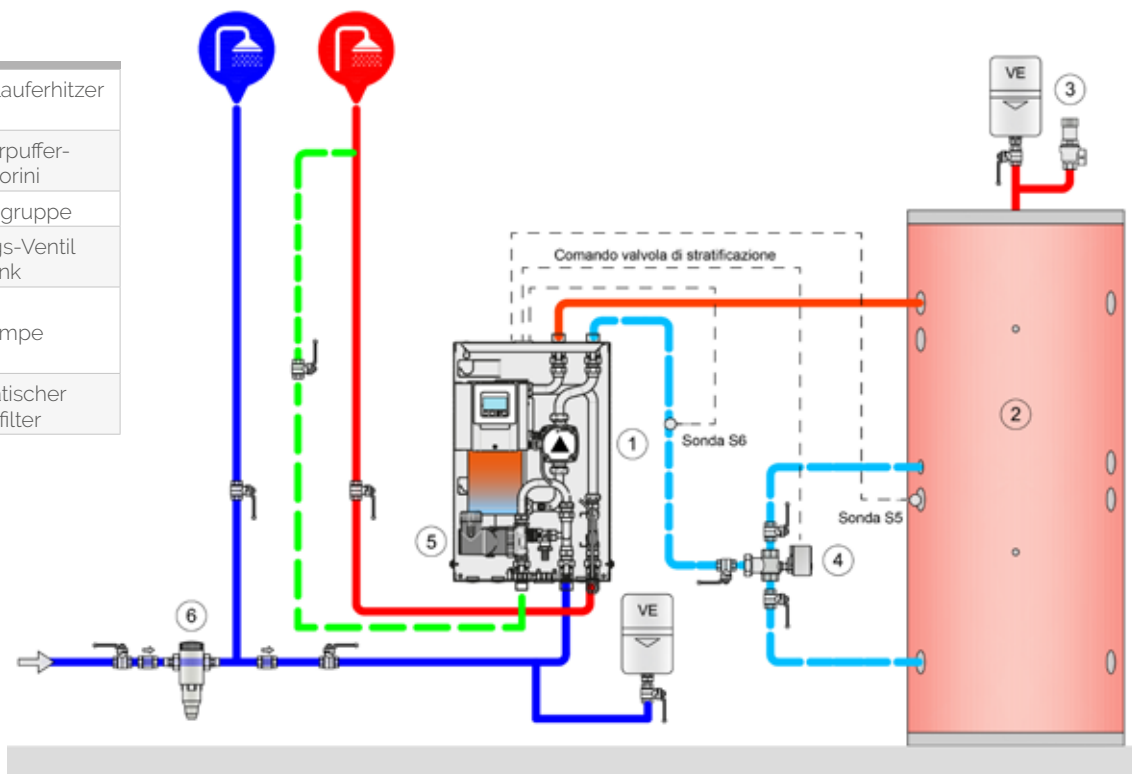 lauferhitzer
rpuffer-
orini
gruppe
gs-Ventil
nk
mpe
tischer
filter
VE
3
Comando valvola di stratificazione
1
Sonda S6
2
Sonda S5
5
4
6
VE